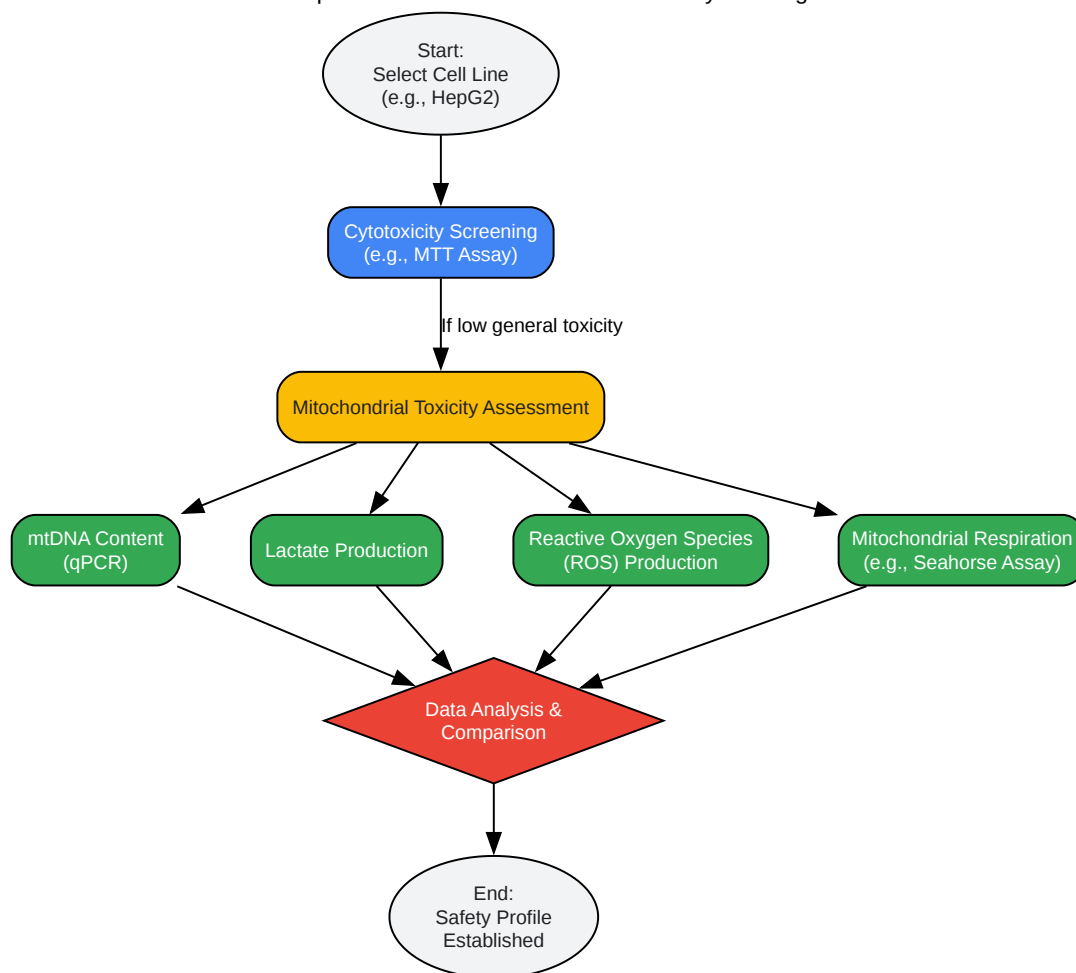 Start:
Select Cell Line
(e.g., HepG2)
Cytotoxicity Screening
(e.g., MTT Assay)
If low general toxicity
Mitochondrial Toxicity Assessment
mtDNA Content
(qPCR)
Lactate Production
Reactive Oxygen Species
(ROS) Production
Mitochondrial Respiration
(e.g., Seahorse Assay)
Data Analysis &
Comparison
End:
Safety Profile
Established